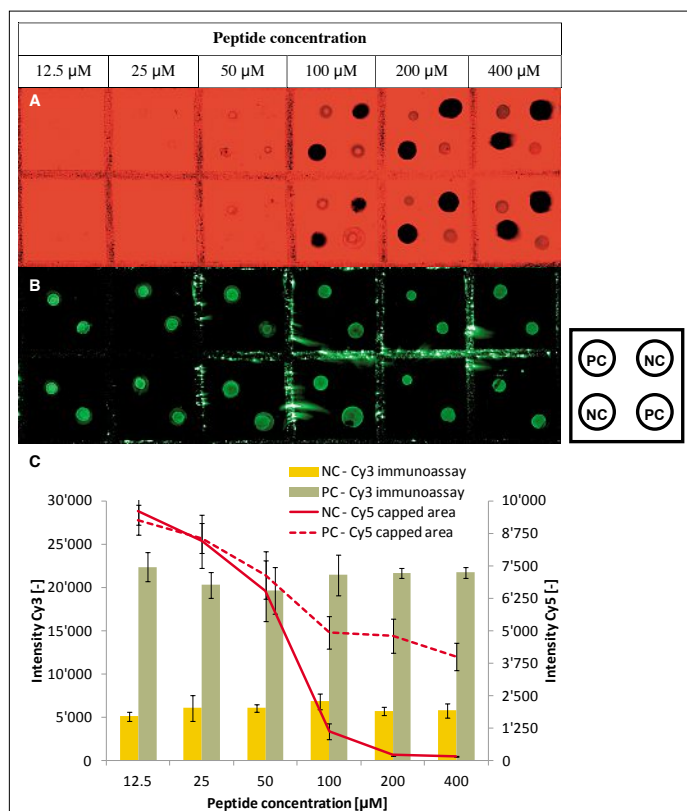 Peptide concentration
12.5 µM 25 µM 50 µM 100 µM 200 µM 400 µM
A
B
PC NC
NC PC
C
NC - Cy3 immunoassay
PC - Cy3 immunoassay
NC - Cy5 capped area
PC - Cy5 capped area
30'000 10'000
25'000 8'750
20'000 7'500
15'000 6'250
10'000 5'000
5'000 3'750
0 2'500
1'250
0
Intensity Cy3 [-]
Intensity Cy5 [-]
12.5 25 50 100 200 400
Peptide concentration [µM]